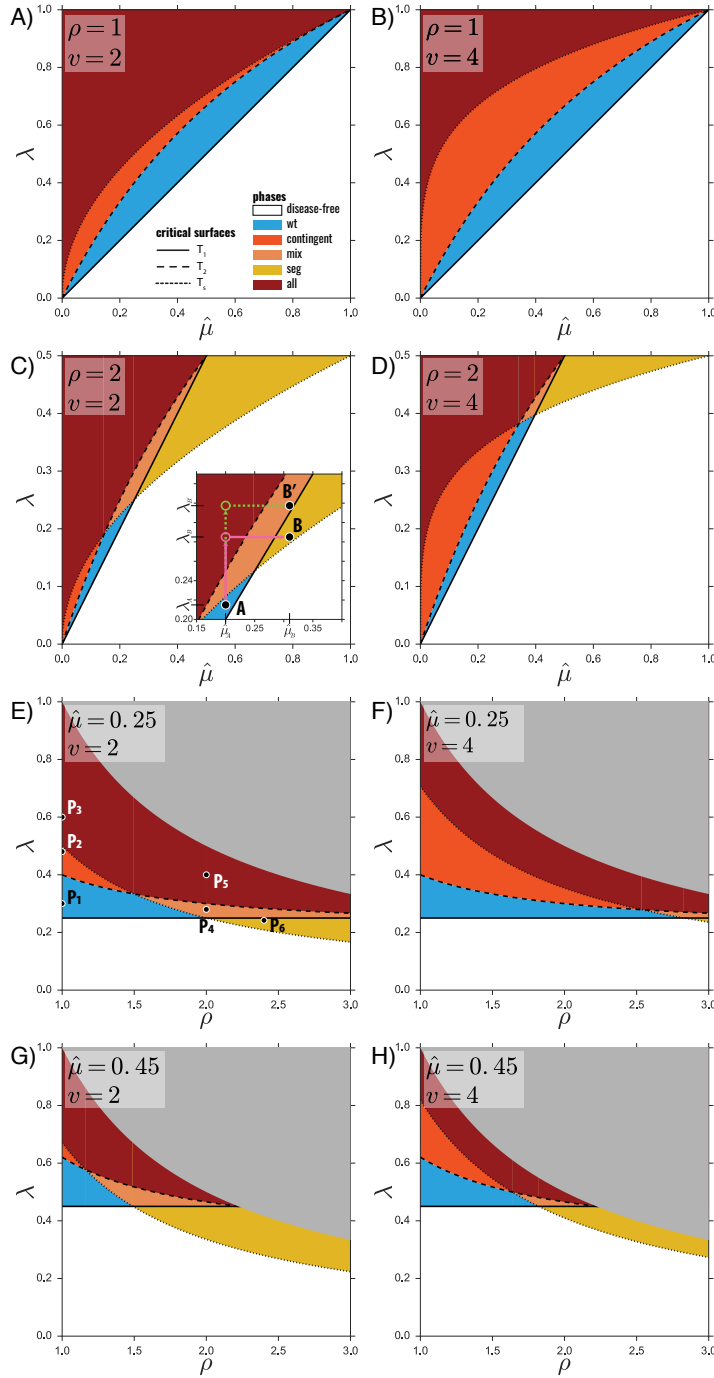 A)
ρ = 1
v = 2
1.0
0.8
0.6
0.4
0.2
0.0
λ
0.0 0.2 0.4 0.6 0.8 1.0
μ̂
critical surfaces
T₁
T₂
Tₛ
phases
disease-free
wt
contingent
mix
seg
all
B)
ρ = 1
v = 4
1.0
0.8
0.6
0.4
0.2
0.0
λ
0.0 0.2 0.4 0.6 0.8 1.0
μ̂
C)
ρ = 2
v = 2
0.5
0.4
0.3
0.2
0.1
0.0
λ
0.0 0.2 0.4 0.6 0.8 1.0
μ̂
B′
B
A
λB′
λB
0.24
λA
0.20
0.15 0.25 0.35
μ̂A μ̂B
D)
ρ = 2
v = 4
0.5
0.4
0.3
0.2
0.1
0.0
λ
0.0 0.2 0.4 0.6 0.8 1.0
μ̂
E)
μ̂ = 0.25
v = 2
1.0
0.8
0.6
0.4
0.2
0.0
λ
P₃
P₂
P₅
P₁
P₄
P₆
1.0 1.5 2.0 2.5 3.0
ρ
F)
μ̂ = 0.25
v = 4
1.0
0.8
0.6
0.4
0.2
0.0
λ
1.0 1.5 2.0 2.5 3.0
ρ
G)
μ̂ = 0.45
v = 2
1.0
0.8
0.6
0.4
0.2
0.0
λ
1.0 1.5 2.0 2.5 3.0
ρ
H)
μ̂ = 0.45
v = 4
1.0
0.8
0.6
0.4
0.2
0.0
λ
1.0 1.5 2.0 2.5 3.0
ρ